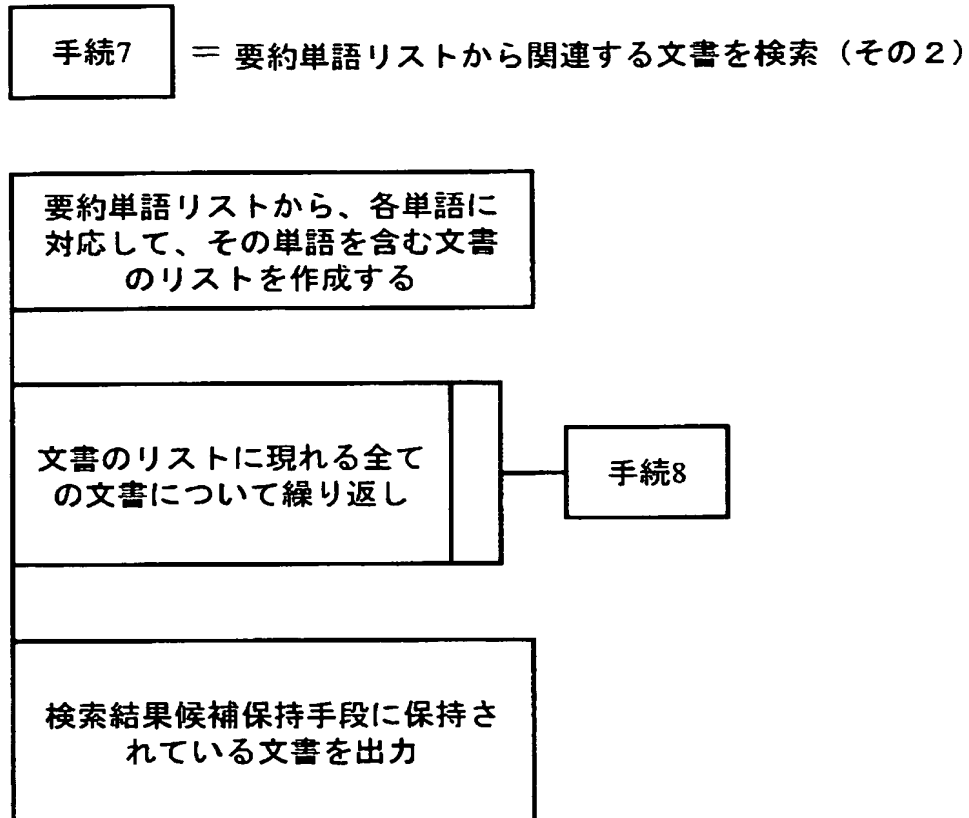 手続7 = 要約単語リストから関連する文書を検索（その２）
要約単語リストから、各単語に
対応して、その単語を含む文書
のリストを作成する
文書のリストに現れる全て
の文書について繰り返し
手続8
検索結果候補保持手段に保持さ
れている文書を出力